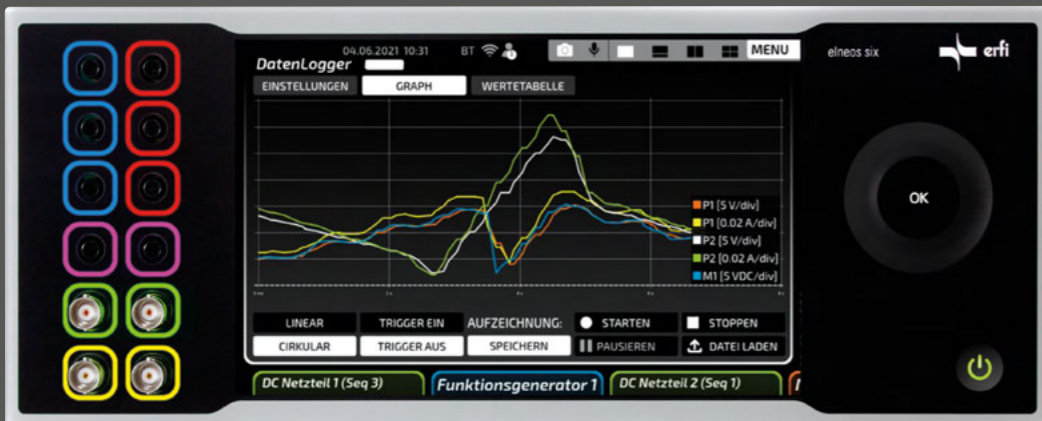 04.06.2021 10:31 BT MENU
elneos six
erfi
DatenLogger
EINSTELLUNGEN GRAPH WERTETABELLE
OK
P1 [5 V/div]
P1 [0.02 A/div]
P2 [5 V/div]
P2 [0.02 A/div]
M1 [5 VDC/div]
LINEAR TRIGGER EIN AUFZEICHNUNG: STARTEN STOPPEN
CIRKULAR TRIGGER AUS SPEICHERN PAUSIEREN DATEI LADEN
DC Netzteil 1 (Seq 3) Funktionsgenerator 1 DC Netzteil 2 (Seq 1)